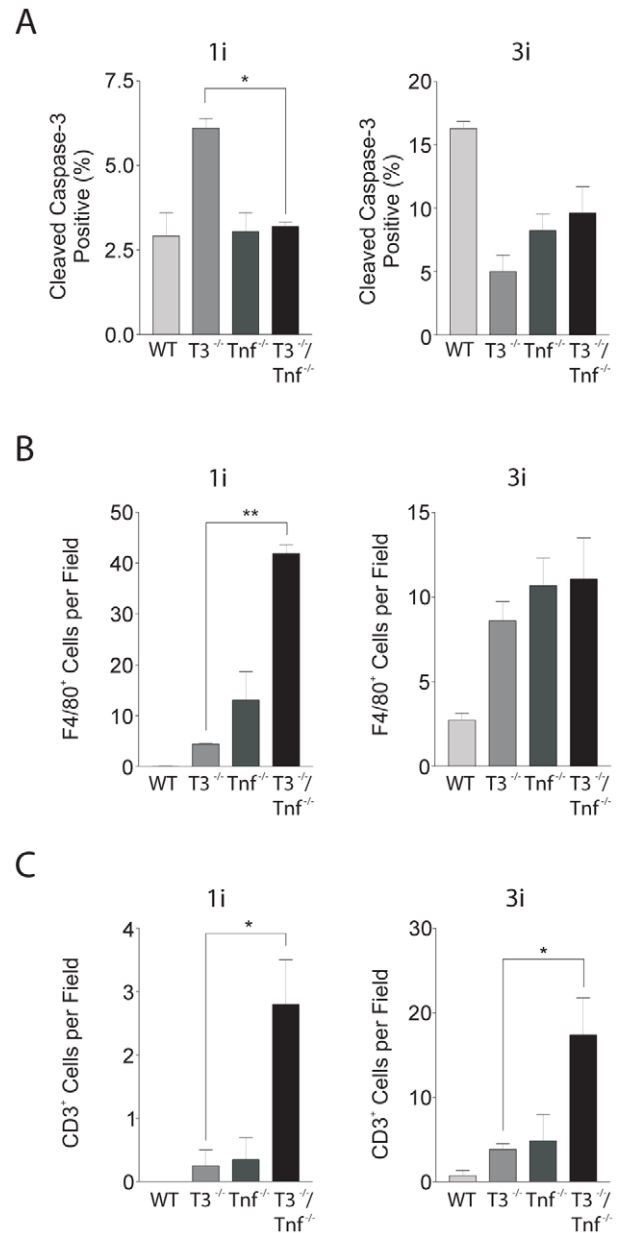 A
1i
3i
Cleaved Caspase-3
Positive (%)
7.5
5.0
2.5
0.0
*
WT T3 -/- Tnf -/- T3 -/-/
Tnf -/-
Cleaved Caspase-3
Positive (%)
20
15
10
5
0
WT T3 -/- Tnf -/- T3 -/-/
Tnf -/-
B
1i
3i
F4/80+ Cells per Field
50
40
30
20
10
0
**
WT T3 -/- Tnf -/- T3 -/-/
Tnf -/-
F4/80+ Cells per Field
15
10
5
0
WT T3 -/- Tnf -/- T3 -/-/
Tnf -/-
C
1i
3i
CD3+ Cells per Field
4
3
2
1
0
*
WT T3 -/- Tnf -/- T3 -/-/
Tnf -/-
CD3+ Cells per Field
30
20
10
0
*
WT T3 -/- Tnf -/- T3 -/-/
Tnf -/-